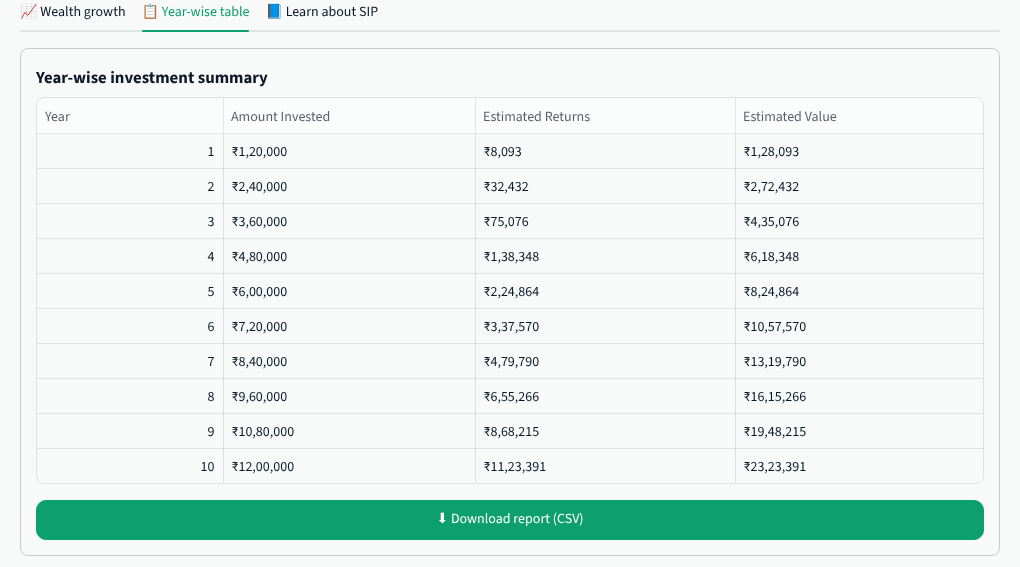 📈 Wealth growth 📋 Year-wise table 📘 Learn about SIP
Year-wise investment summary
Year Amount Invested Estimated Returns Estimated Value
1 ₹1,20,000 ₹8,093 ₹1,28,093
2 ₹2,40,000 ₹32,432 ₹2,72,432
3 ₹3,60,000 ₹75,076 ₹4,35,076
4 ₹4,80,000 ₹1,38,348 ₹6,18,348
5 ₹6,00,000 ₹2,24,864 ₹8,24,864
6 ₹7,20,000 ₹3,37,570 ₹10,57,570
7 ₹8,40,000 ₹4,79,790 ₹13,19,790
8 ₹9,60,000 ₹6,55,266 ₹16,15,266
9 ₹10,80,000 ₹8,68,215 ₹19,48,215
10 ₹12,00,000 ₹11,23,391 ₹23,23,391
⬇ Download report (CSV)